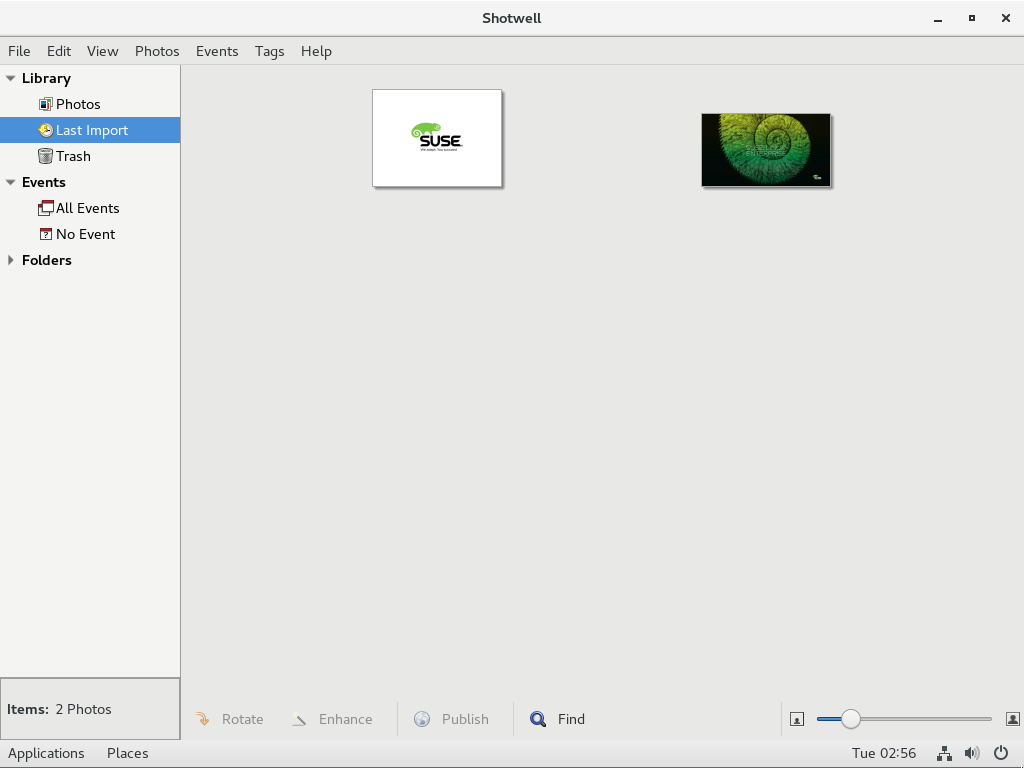 Shotwell
File Edit View Photos Events Tags Help
Library
Photos
Last Import
Trash
Events
All Events
No Event
Folders
SUSE
Items: 2 Photos
Rotate Enhance Publish Find
Applications Places Tue 02:56